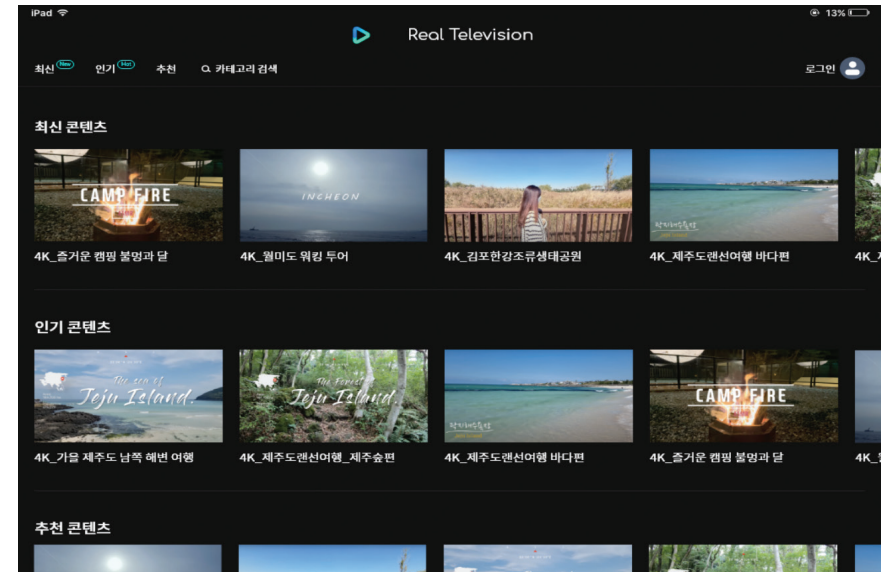 iPad
13%
Real Television
최신 New 인기 Hot 추천 카테고리 검색 로그인
최신 콘텐츠
CAMP FIRE
INCHEON
4K_즐거운 캠핑 불멍과 달
4K_월미도 워킹 투어
4K_김포한강조류생태공원
4K_제주도랜선여행 바다편
인기 콘텐츠
The sea of
Jeju Island.
The Forest
Jeju Island.
CAMP FIRE
4K_가을 제주도 남쪽 해변 여행
4K_제주도랜선여행_제주숲편
4K_제주도랜선여행 바다편
4K_즐거운 캠핑 불멍과 달
추천 콘텐츠